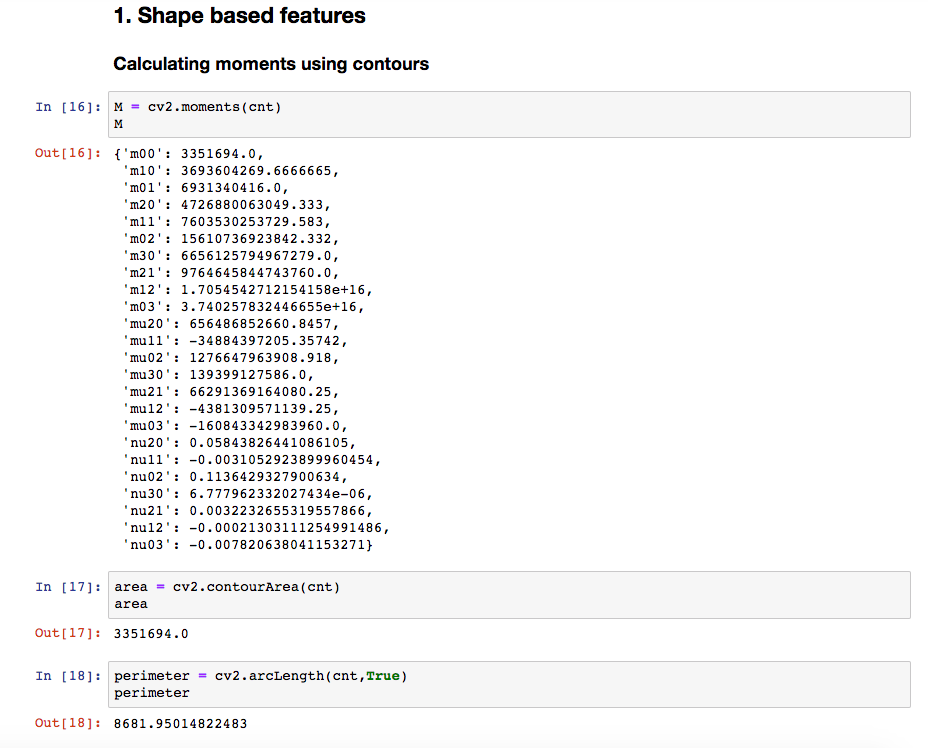 1. Shape based features
Calculating moments using contours
In [16]: M = cv2.moments(cnt)
M
Out[16]: {'m00': 3351694.0,
'm10': 3693604269.6666665,
'm01': 6931340416.0,
'm20': 4726880063049.333,
'm11': 7603530253729.583,
'm02': 15610736923842.332,
'm30': 6656125794967279.0,
'm21': 9764645844743760.0,
'm12': 1.7054542712154158e+16,
'm03': 3.740257832446655e+16,
'mu20': 656486852660.8457,
'mu11': -34884397205.35742,
'mu02': 1276647963908.918,
'mu30': 139399127586.0,
'mu21': 66291369164080.25,
'mu12': -4381309571139.25,
'mu03': -160843342983960.0,
'nu20': 0.05843826441086105,
'nu11': -0.0031052923899960454,
'nu02': 0.1136429327900634,
'nu30': 6.777962332027434e-06,
'nu21': 0.0032232655319557866,
'nu12': -0.00021303111254991486,
'nu03': -0.007820638041153271}
In [17]: area = cv2.contourArea(cnt)
area
Out[17]: 3351694.0
In [18]: perimeter = cv2.arcLength(cnt,True)
perimeter
Out[18]: 8681.95014822483